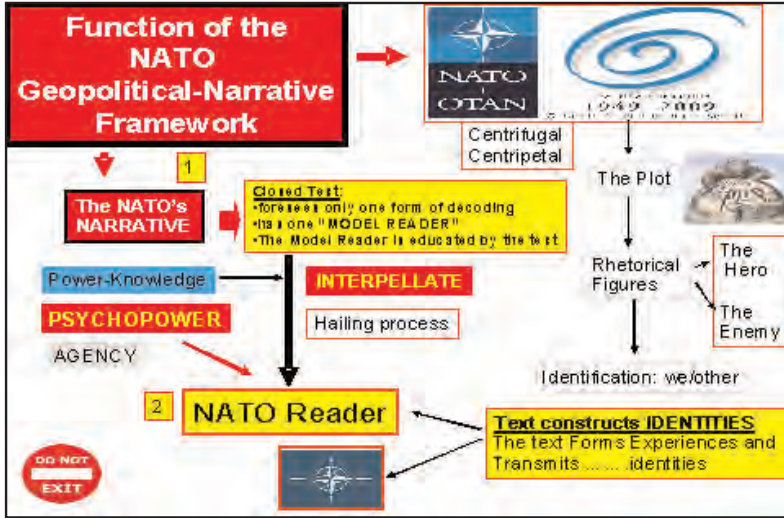 Function of the
NATO
Geopolitical-Narrative
Framework
NATO
OTAN
1949 2009
Centrifugal
Centripetal
1
The NATO's
NARRATIVE
Closed Text:
•foresees only one form of decoding
•has one "MODEL READER"
•The Model Reader is educated by the text
The Plot
Rhetorical
Figures
The
Hero
The
Enemy
Power-Knowledge
INTERPELLATE
PSYCHOPOWER
Hailing process
AGENCY
Identification: we/other
2
NATO Reader
Text constructs IDENTITIES
The text Forms Experiences and
Transmits ... ... .identities
DO NOT
EXIT